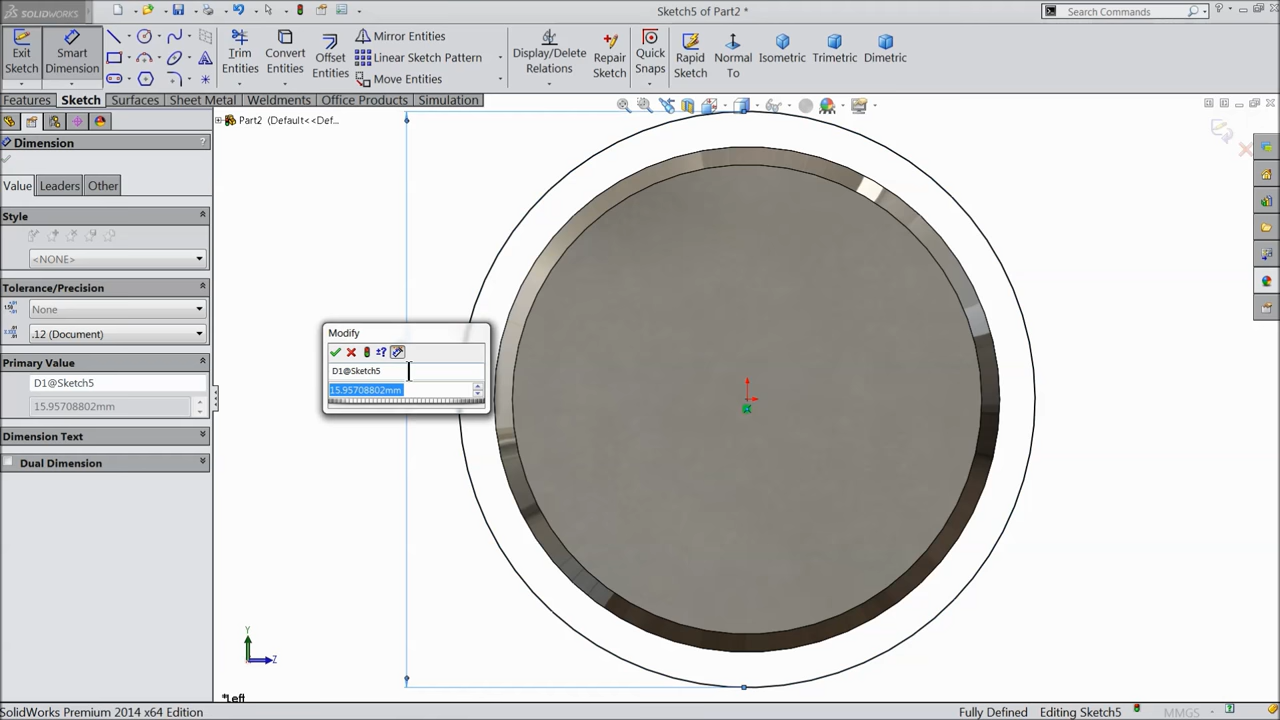 SOLIDWORKS
Sketch5 of Part2 *
Search Commands
Exit Sketch
Smart Dimension
Trim Entities
Convert Entities
Offset Entities
Mirror Entities
Linear Sketch Pattern
Move Entities
Display/Delete Relations
Repair Sketch
Quick Snaps
Rapid Sketch
Normal To
Isometric
Trimetric
Dimetric
Features
Sketch
Surfaces
Sheet Metal
Weldments
Office Products
Simulation
Part2 (Default<<Def...
Dimension
?
Value
Leaders
Other
Style
<NONE>
Tolerance/Precision
None
.12 (Document)
Primary Value
D1@Sketch5
15.95708802mm
Dimension Text
Dual Dimension
Modify
±?
D1@Sketch5
15.95708802mm
Y
Z
*Left
SolidWorks Premium 2014 x64 Edition
Fully Defined
Editing Sketch5
MMGS